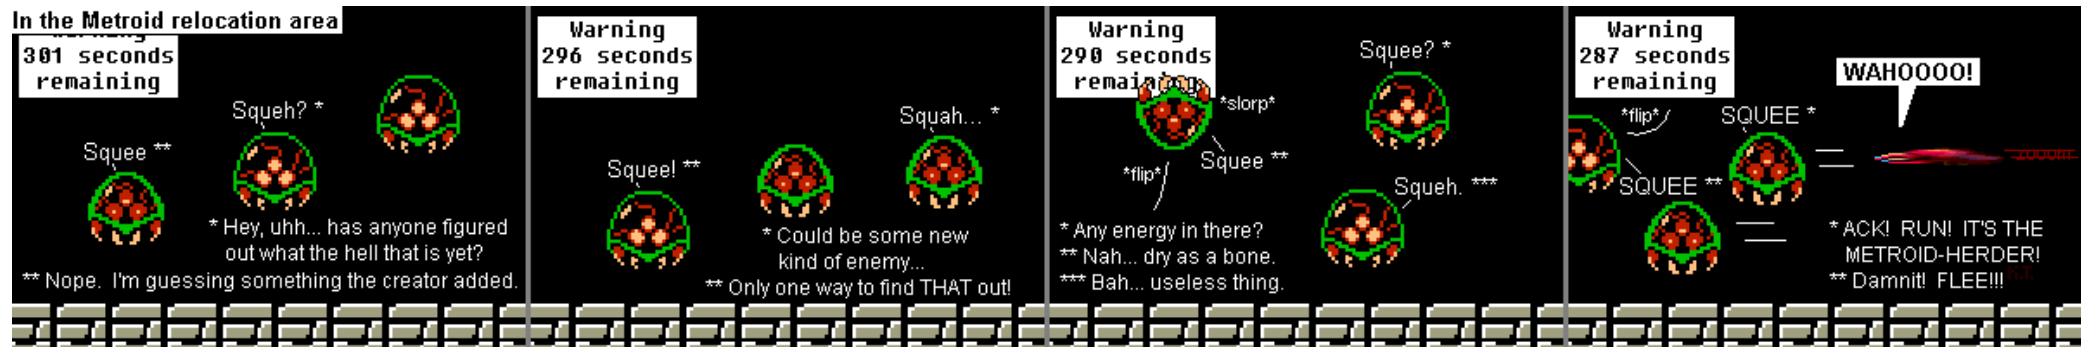 In the Metroid relocation area
Warning
301 seconds
remaining
Squeh? *
Squee **
* Hey, uhh... has anyone figured
out what the hell that is yet?
** Nope. I'm guessing something the creator added.
Warning
296 seconds
remaining
Squah... *
Squee! **
* Could be some new
kind of enemy...
** Only one way to find THAT out!
Warning
290 seconds
remaining
Squee? *
*slorp*
Squee **
*flip*
Squeh. ***
* Any energy in there?
** Nah... dry as a bone.
*** Bah... useless thing.
Warning
287 seconds
remaining
WAHOOOO!
*flip*
SQUEE *
zooom
SQUEE **
* ACK! RUN! IT'S THE
METROID-HERDER!
** Damnit! FLEE!!!